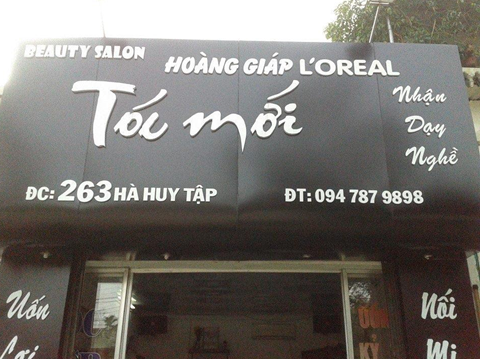 BEAUTY SALON
HOÀNG GIÁP L'OREAL
Tóc mới
Nhận
Dạy
Nghề
ĐC: 263 HÀ HUY TẬP
ĐT: 094 787 9898
Uốn
Nối
Mi